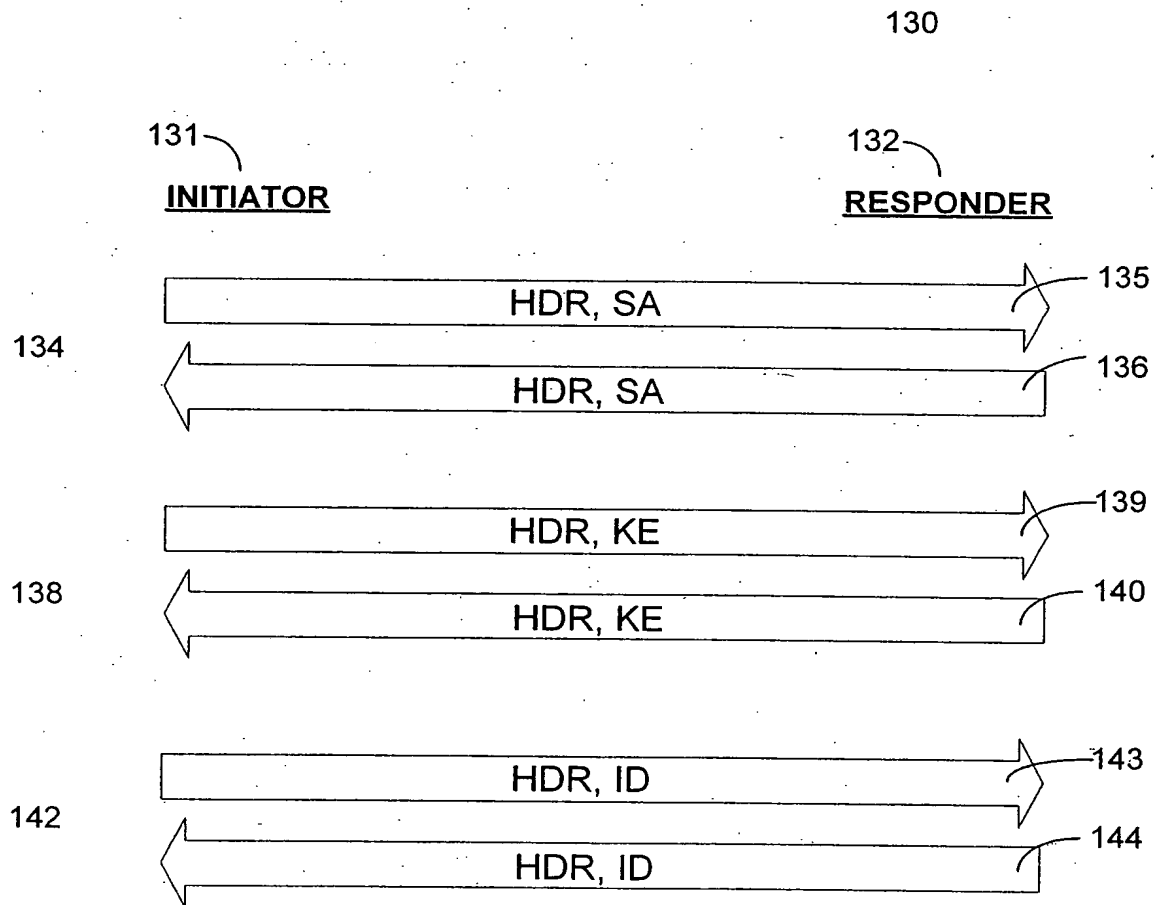 130
131
132
INITIATOR
RESPONDER
HDR, SA
135
134
HDR, SA
136
HDR, KE
139
138
HDR, KE
140
HDR, ID
143
142
HDR, ID
144